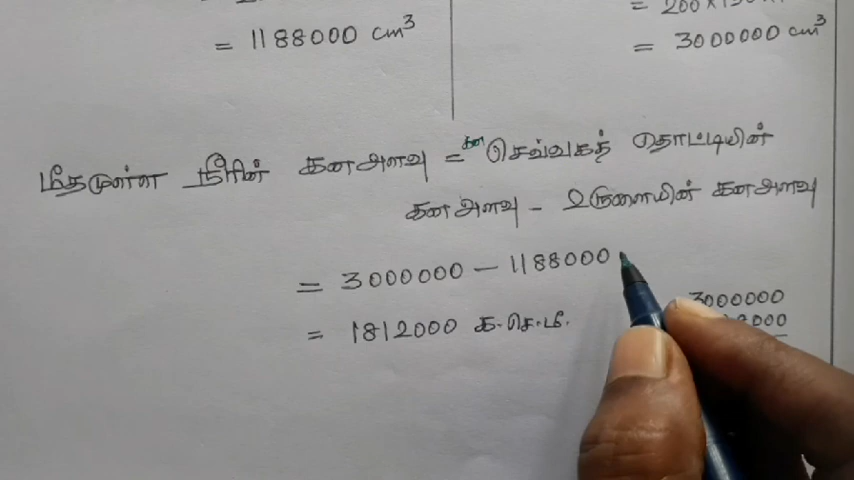 = 1188000 cm³
= 3000000 cm³
மீதமுள்ள நீரின் கனஅளவு = கன செவ்வகத் தொட்டியின்
கனஅளவு - உருளையின் கனஅளவு
= 3000000 - 1188000
= 1812000 க.செ.மீ.
3000000